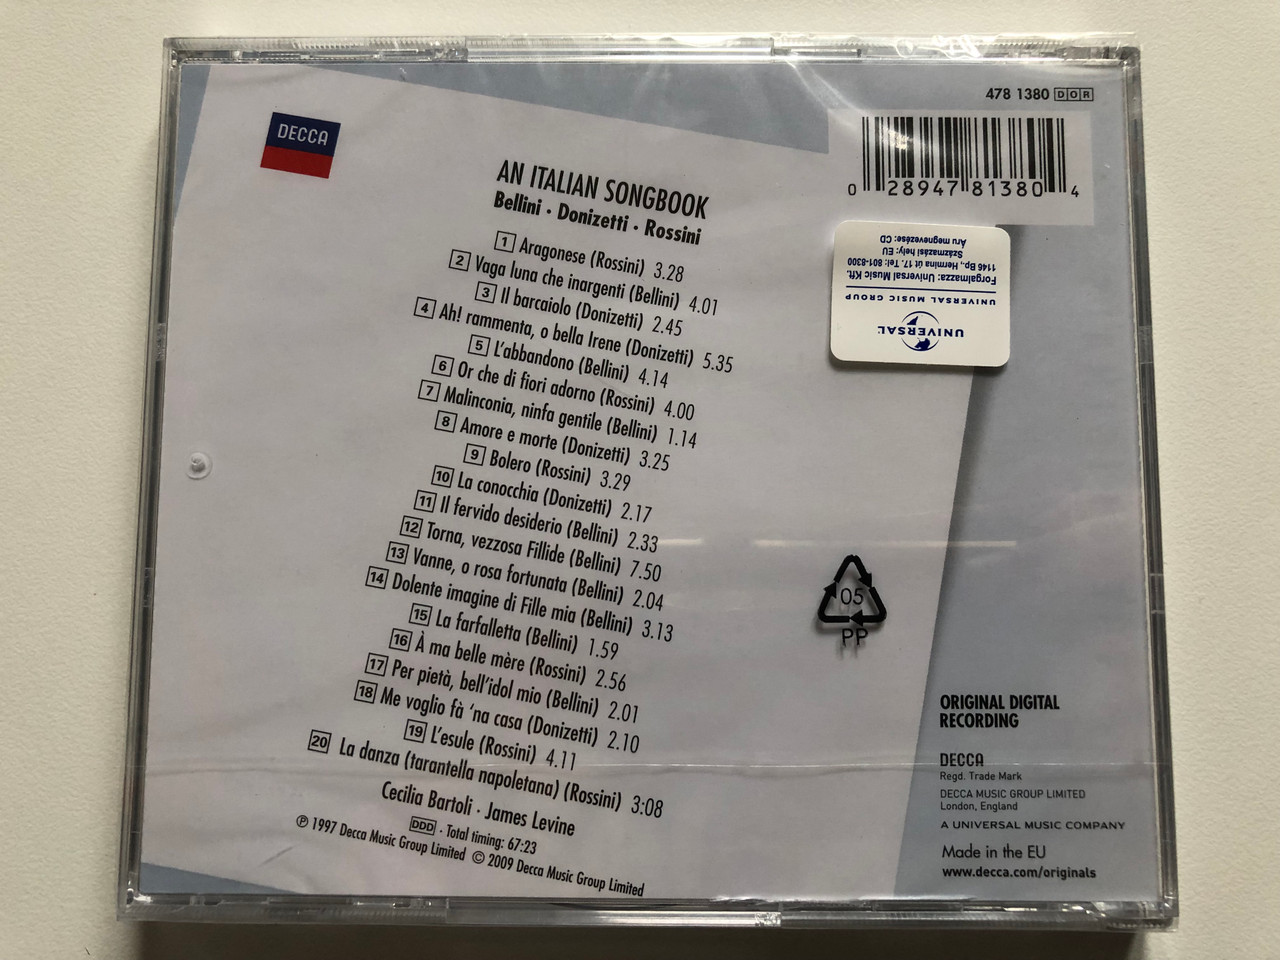 478 1380 DOR
DECCA
0 28947 81380 4
AN ITALIAN SONGBOOK
Bellini · Donizetti · Rossini
1 Aragonese (Rossini) 3.28
2 Vaga luna che inargenti (Bellini) 4.01
3 Il barcaiolo (Donizetti) 2.45
4 Ah! rammenta, o bella Irene (Donizetti) 5.35
5 L'abbandono (Bellini) 4.14
6 Or che di fiori adorno (Rossini) 4.00
7 Malinconia, ninfa gentile (Bellini) 1.14
8 Amore e morte (Donizetti) 3.25
9 Bolero (Rossini) 3.29
10 La conocchia (Donizetti) 2.17
11 Il fervido desiderio (Bellini) 2.33
12 Torna, vezzosa Fillide (Bellini) 7.50
13 Vanne, o rosa fortunata (Bellini) 2.04
14 Dolente imagine di Fille mia (Bellini) 3.13
15 La farfalletta (Bellini) 1.59
16 À ma belle mère (Rossini) 2.56
17 Per pietà, bell'idol mio (Bellini) 2.01
18 Me voglio fà 'na casa (Donizetti) 2.10
19 L'esule (Rossini) 4.11
20 La danza (tarantella napoletana) (Rossini) 3:08
Cecilia Bartoli · James Levine
DDD · Total timing: 67:23
℗ 1997 Decca Music Group Limited © 2009 Decca Music Group Limited
UNIVERSAL
UNIVERSAL MUSIC GROUP
Forgalmazza: Universal Music Kft.
1146 Bp., Hermina út 17. Tel: 801-8300
Származási hely: EU
Áru megnevezése: CD
05
PP
ORIGINAL DIGITAL
RECORDING
DECCA
Regd. Trade Mark
DECCA MUSIC GROUP LIMITED
London, England
A UNIVERSAL MUSIC COMPANY
Made in the EU
www.decca.com/originals